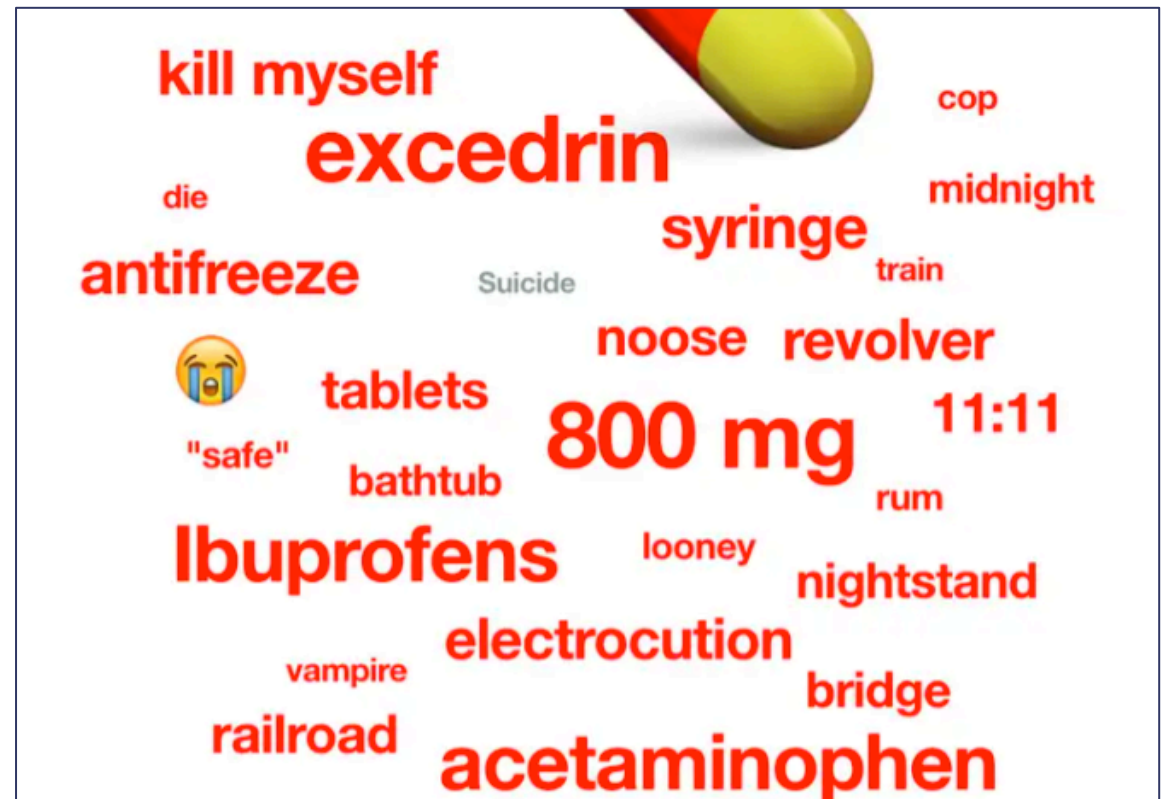 kill myself
cop
excedrin
die
midnight
syringe
antifreeze
train
Suicide
noose
revolver
tablets
11:11
800 mg
"safe"
bathtub
rum
Ibuprofens
looney
nightstand
electrocution
vampire
bridge
railroad
acetaminophen